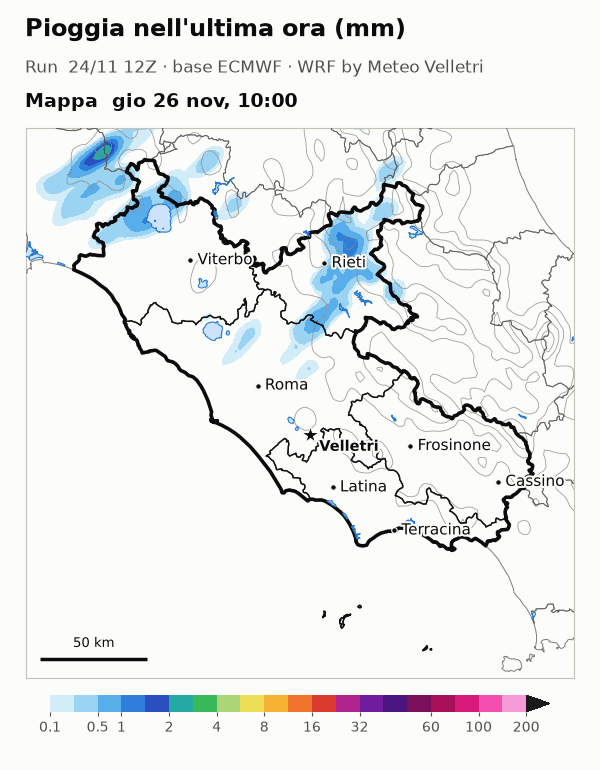 Pioggia nell'ultima ora (mm)
Run  24/11 12Z · base ECMWF · WRF by Meteo Velletri
Mappa  gio 26 nov, 10:00
Viterbo
Rieti
Roma
Velletri
Frosinone
Latina
Cassino
Terracina
50 km
0.1 0.5 1 2 4 8 16 32 60 100 200